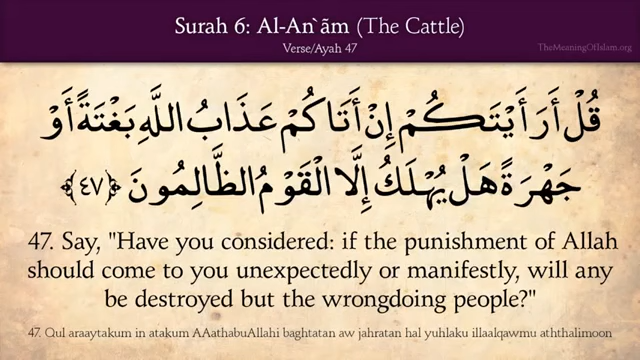 Surah 6: Al-An`ãm (The Cattle)
Verse/Ayah 47
TheMeaningOfIslam.org
قُلْ أَرَأَيْتَكُمْ إِنْ أَتَاكُمْ عَذَابُ اللَّهِ بَغْتَةً أَوْ
جَهْرَةً هَلْ يُهْلَكُ إِلَّا الْقَوْمُ الظَّالِمُونَ ﴿٤٧﴾
47. Say, "Have you considered: if the punishment of Allah
should come to you unexpectedly or manifestly, will any
be destroyed but the wrongdoing people?"
47. Qul araaytakum in atakum AAathabuAllahi baghtatan aw jahratan hal yuhlaku illaalqawmu aththalimoon